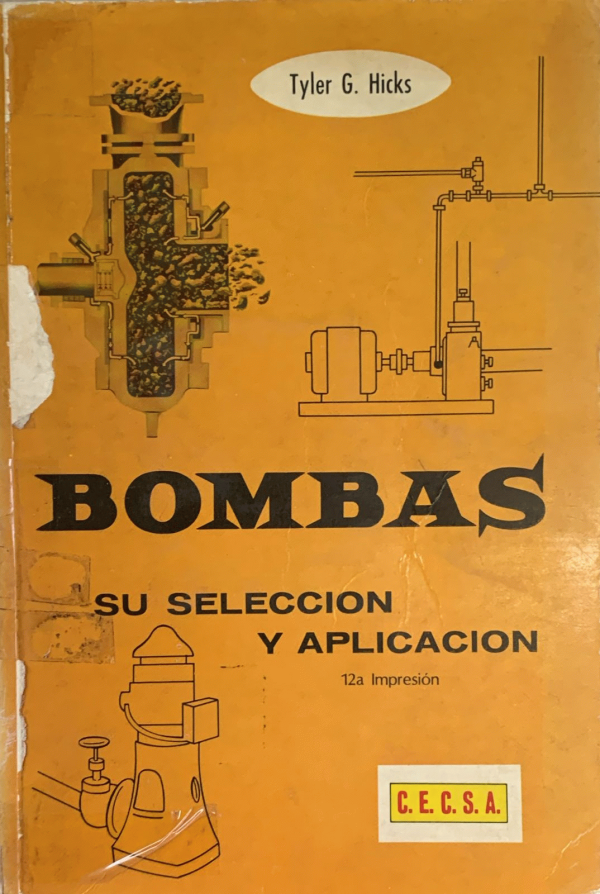 Tyler G. Hicks
BOMBAS
SU SELECCION
Y APLICACION
12a Impresión
C. E. C. S. A.